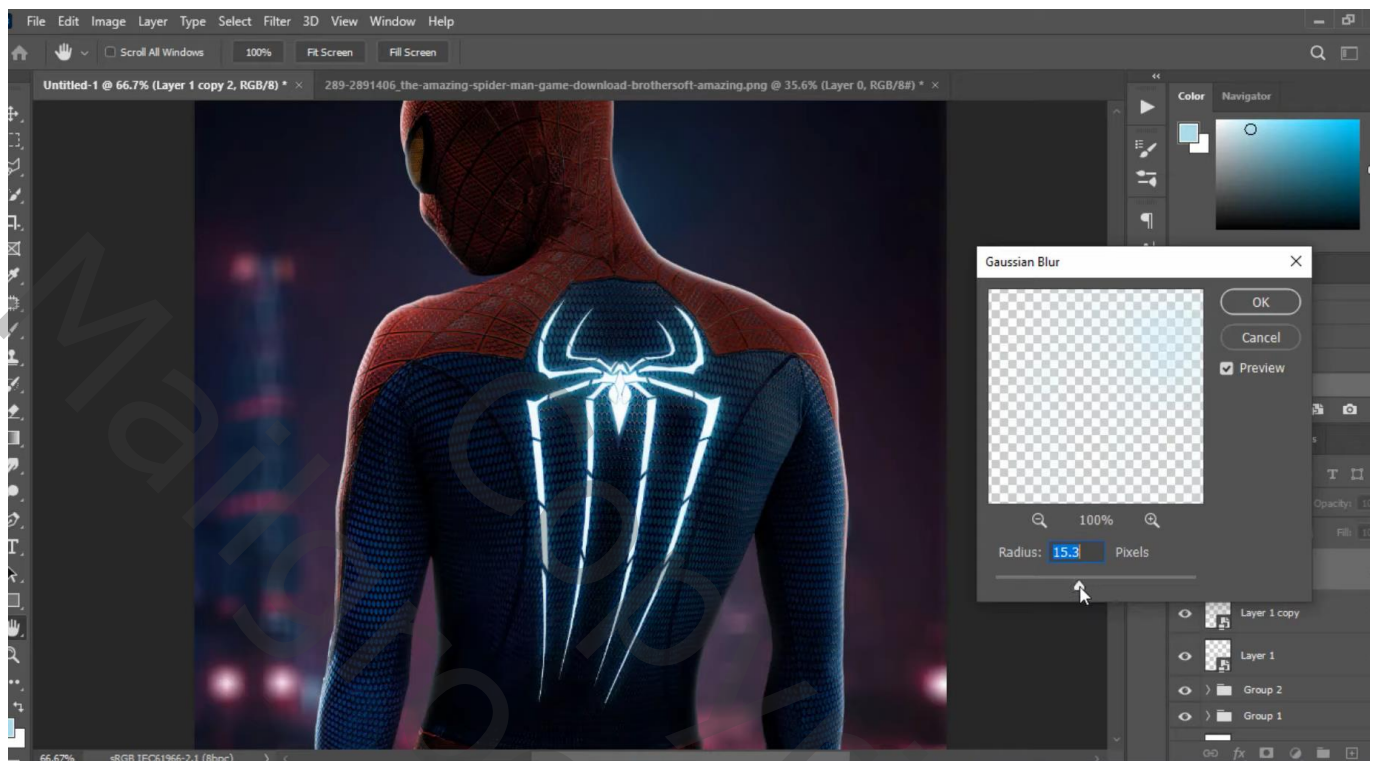 File Edit Image Layer Type Select Filter 3D View Window Help
Scroll All Windows 100% Fit Screen Fill Screen
Untitled-1 @ 66.7% (Layer 1 copy 2, RGB/8) * × 289-2891406_the-amazing-spider-man-game-download-brothersoft-amazing.png @ 35.6% (Layer 0, RGB/8#) * ×
Color Navigator
Gaussian Blur
OK
Cancel
Preview
100%
Radius: 15.3 Pixels
Opacity:
Fill:
Layer 1 copy
Layer 1
Group 2
Group 1
fx
66.67% sRGB IEC61966-2.1 (8bpc)